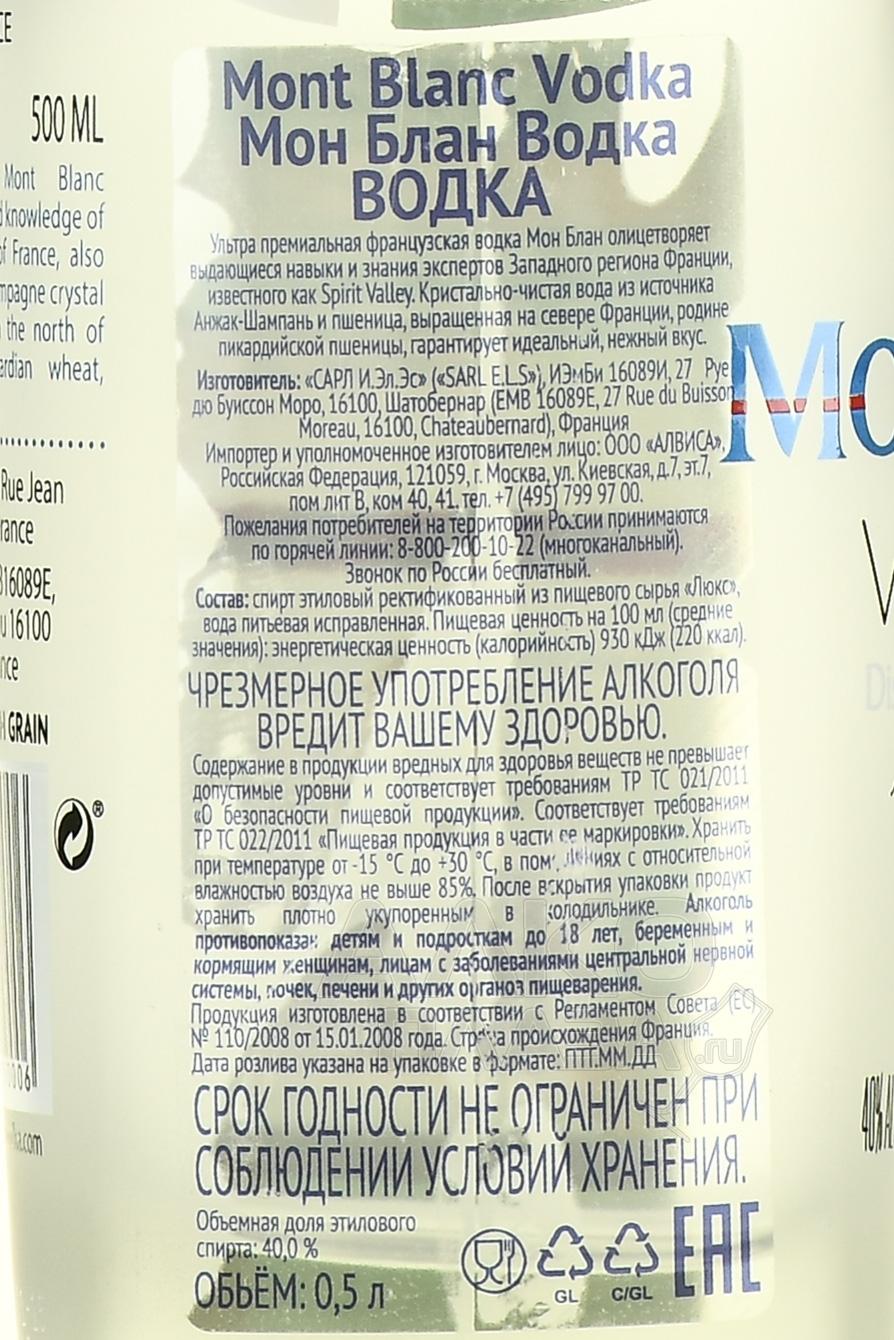 CE
500 ML
Mont Blanc
knowledge of
of France, also
mpagne crystal
the north of
ardian wheat,
Rue Jean
rance
316089E,
u 16100
nce
H GRAIN
®
006
ka.com
Mont Blanc Vodka
Мон Блан Водка
ВОДКА
Ультра премиальная французская водка Мон Блан олицетворяет
выдающиеся навыки и знания экспертов Западного региона Франции,
известного как Spirit Valley. Кристально-чистая вода из источника
Анжак-Шампань и пшеница, выращенная на севере Франции, родине
пикардийской пшеницы, гарантирует идеальный, нежный вкус.
Изготовитель: «САРЛ И.Эл.Эс» («SARL E.L.S»), ИЭмБи 16089И, 27 Руе
дю Буиссон Моро, 16100, Шатобернар (EMB 16089E, 27 Rue du Buisson
Moreau, 16100, Chateaubernard), Франция
Импортер и уполномоченное изготовителем лицо: ООО «АЛВИСА»,
Российская Федерация, 121059, г. Москва, ул. Киевская, д.7, эт.7,
пом лит В, ком 40, 41. тел. +7 (495) 799 97 00.
Пожелания потребителей на территории России принимаются
по горячей линии: 8-800-200-10-22 (многоканальный).
Звонок по России бесплатный.
Состав: спирт этиловый ректификованный из пищевого сырья «Люкс»,
вода питьевая исправленная. Пищевая ценность на 100 мл (средние
значения): энергетическая ценность (калорийность) 930 кДж (220 ккал).
ЧРЕЗМЕРНОЕ УПОТРЕБЛЕНИЕ АЛКОГОЛЯ
ВРЕДИТ ВАШЕМУ ЗДОРОВЬЮ.
Содержание в продукции вредных для здоровья веществ не превышает
допустимые уровни и соответствует требованиям ТР ТС 021/2011
«О безопасности пищевой продукции». Соответствует требованиям
ТР ТС 022/2011 «Пищевая продукция в части ее маркировки». Хранить
при температуре от -15 °C до +30 °C, в помещениях с относительной
влажностью воздуха не выше 85%. После вскрытия упаковки продукт
хранить плотно укупоренным в холодильнике. Алкоголь
противопоказан детям и подросткам до 18 лет, беременным и
кормящим женщинам, лицам с заболеваниями центральной нервной
системы, почек, печени и других органов пищеварения.
Продукция изготовлена в соответствии с Регламентом Совета (ЕС)
№ 110/2008 от 15.01.2008 года. Страна происхождения Франция.
Дата розлива указана на упаковке в формате: ГГГГ.ММ.ДД
СРОК ГОДНОСТИ НЕ ОГРАНИЧЕН ПРИ
СОБЛЮДЕНИИ УСЛОВИЙ ХРАНЕНИЯ.
Объемная доля этилового
спирта: 40,0 %
ОБЬЁМ: 0,5 л
GL
C/GL
EAC
Mo
V
40% AL